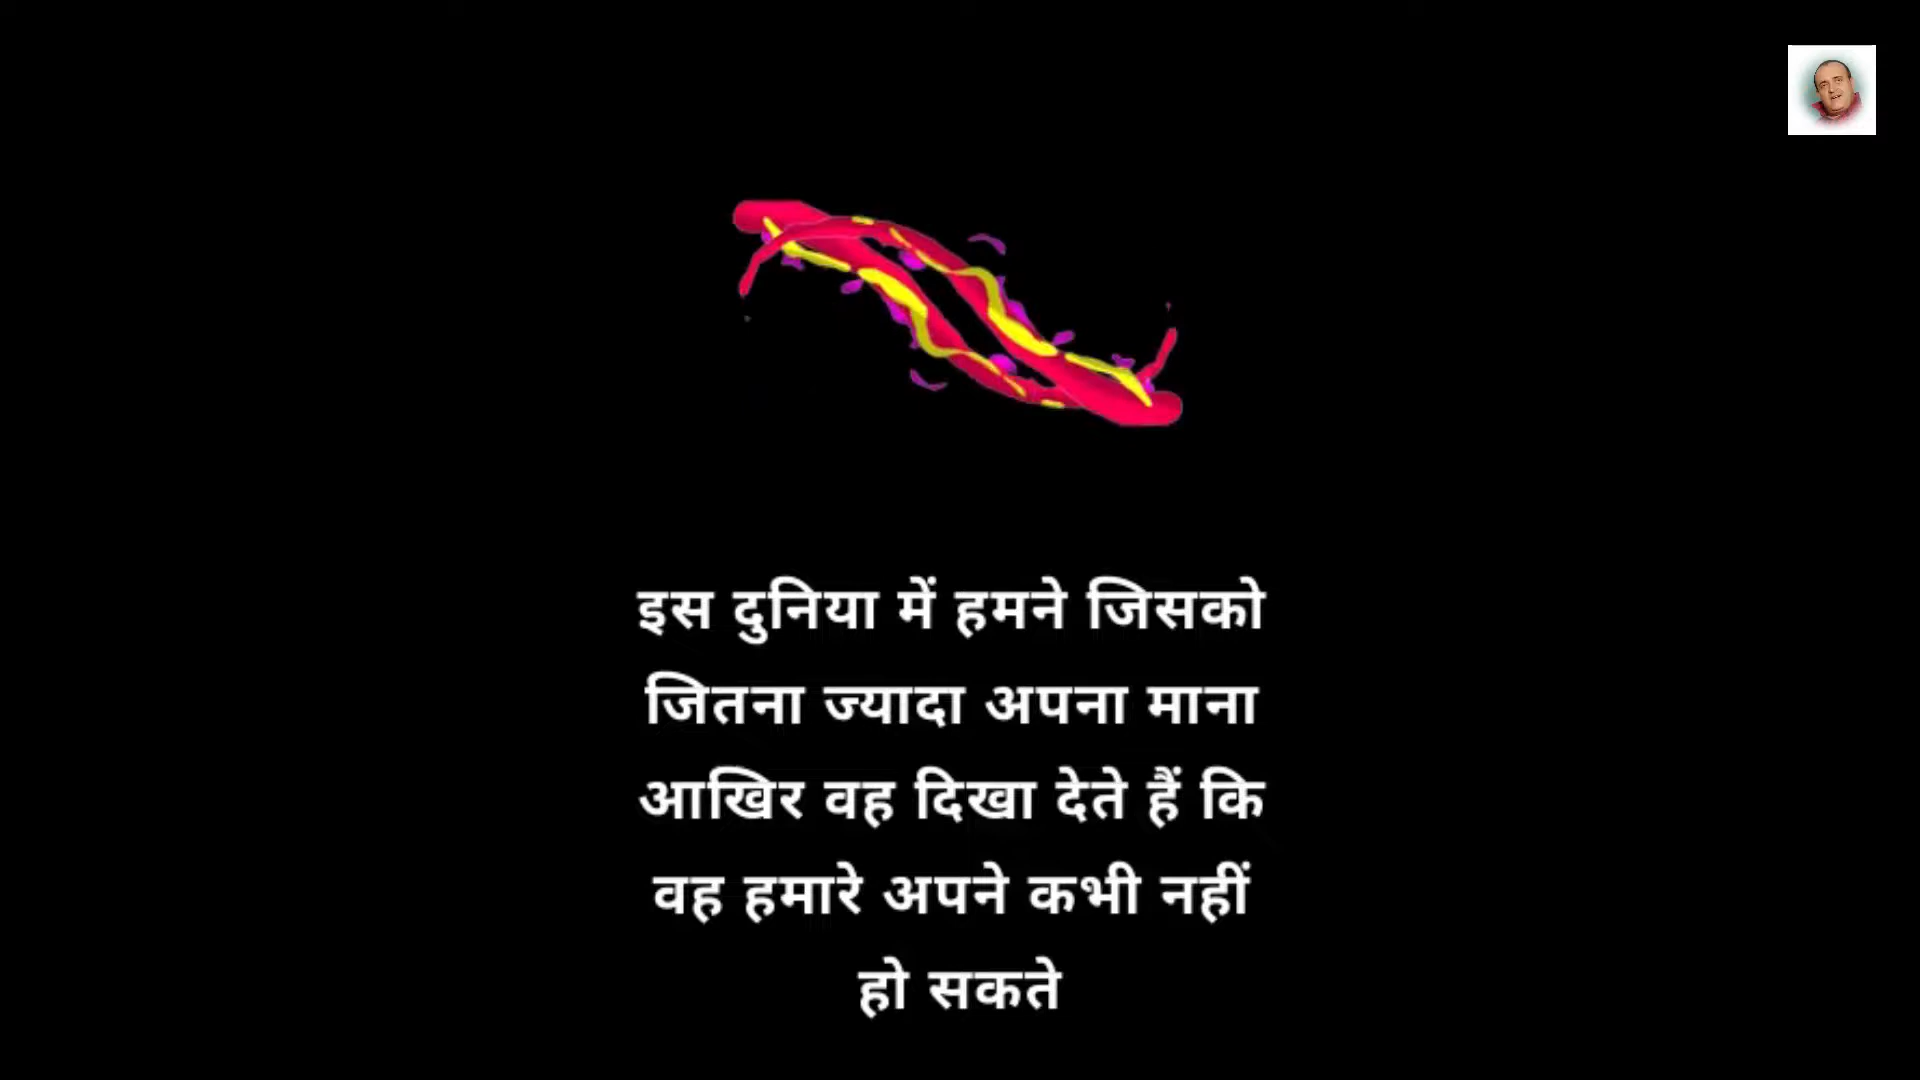 इस दुनिया में हमने जिसको
जितना ज्यादा अपना माना
आखिर वह दिखा देते हैं कि
वह हमारे अपने कभी नहीं
हो सकते